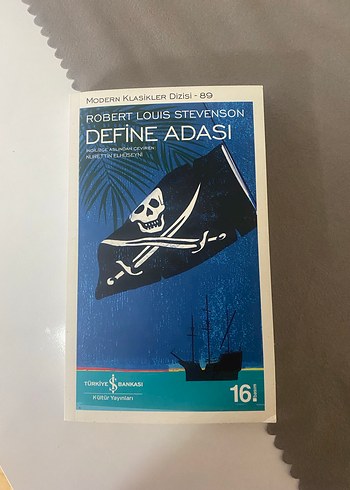 MODERN KLASİKLER DİZİSİ - 89
ROBERT LOUIS STEVENSON
DEFİNE ADASI
İNGİLİZCE ASLINDAN ÇEVİREN:
NURETTİN ELHÜSEYNİ
TÜRKİYE İŞ BANKASI
Kültür Yayınları
16.
Basım